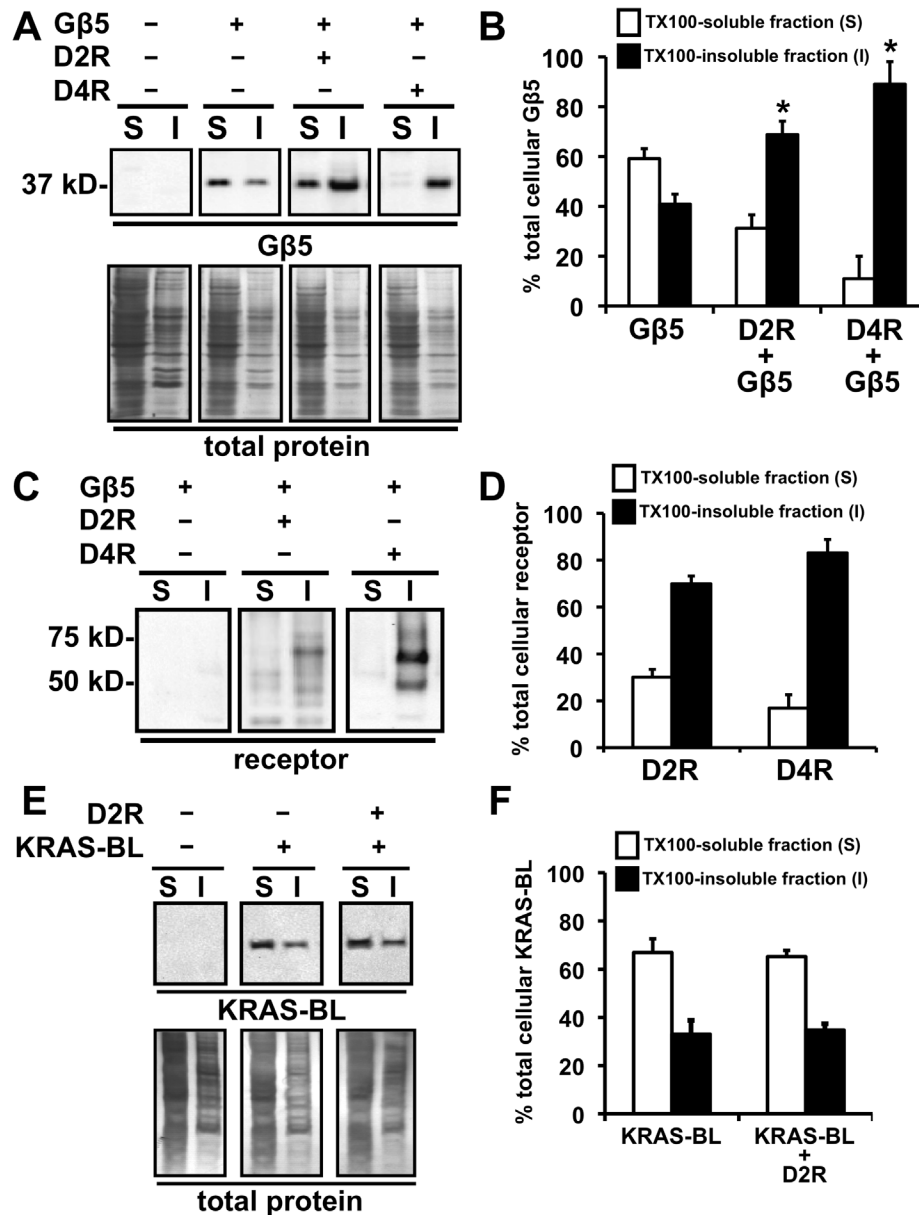 A
Gβ5 – + + +
D2R – – + –
D4R – – – +
S I S I S I S I
37 kD-
Gβ5
total protein
B
TX100-soluble fraction (S)
TX100-insoluble fraction (I)
% total cellular Gβ5
100
80
60
40
20
0
* *
Gβ5 D2R D4R
+ +
Gβ5 Gβ5
C
Gβ5 + + +
D2R – + –
D4R – – +
S I S I S I
75 kD-
50 kD-
receptor
D
TX100-soluble fraction (S)
TX100-insoluble fraction (I)
% total cellular receptor
100
80
60
40
20
0
D2R D4R
E
D2R – – +
KRAS-BL – + +
S I S I S I
KRAS-BL
total protein
F
TX100-soluble fraction (S)
TX100-insoluble fraction (I)
% total cellular KRAS-BL
100
80
60
40
20
0
KRAS-BL KRAS-BL
+
D2R